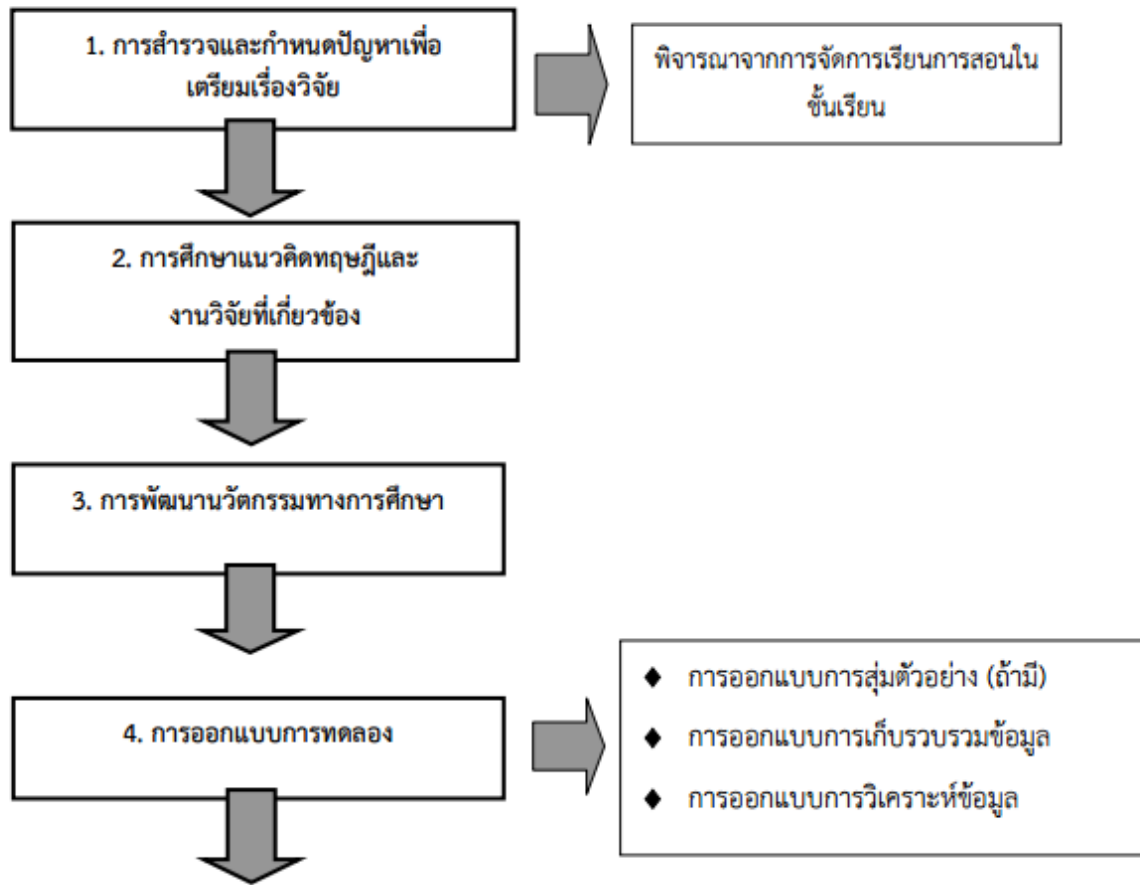 1. การสำรวจและกำหนดปัญหาเพื่อ
เตรียมเรื่องวิจัย
พิจารณาจากการจัดการเรียนการสอนใน
ชั้นเรียน
2. การศึกษาแนวคิดทฤษฎีและ
งานวิจัยที่เกี่ยวข้อง
3. การพัฒนานวัตกรรมทางการศึกษา
4. การออกแบบการทดลอง
♦ การออกแบบการสุ่มตัวอย่าง (ถ้ามี)
♦ การออกแบบการเก็บรวบรวมข้อมูล
♦ การออกแบบการวิเคราะห์ข้อมูล